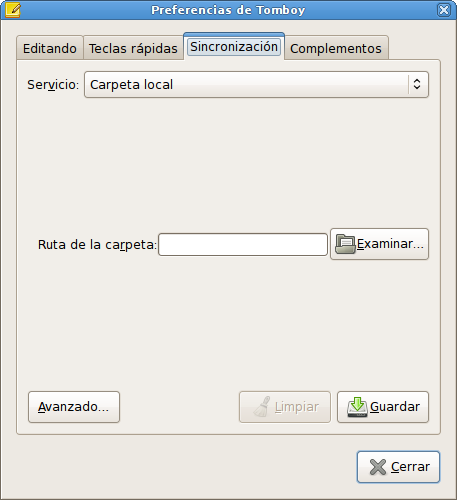 Preferencias de Tomboy
Editando Teclas rápidas Sincronización Complementos
Servicio: Carpeta local
Ruta de la carpeta: Examinar...
Avanzado... Limpiar Guardar
Cerrar